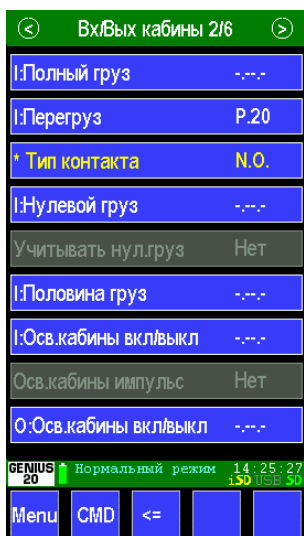 < Вх/Вых кабины 2/6 >
I:Полный груз -.--.-
I:Перегруз P.20
* Тип контакта N.O.
I:Нулевой груз -.--.-
Учитывать нул.груз Нет
I:Половина груз -.--.-
I:Осв.кабины вкл/выкл -.--.-
Осв.кабины импульс Нет
O:Осв.кабины вкл/выкл -.--.-
GENIUS 20 Нормальный режим 14:25:27
iSD USB SD
Menu CMD <=